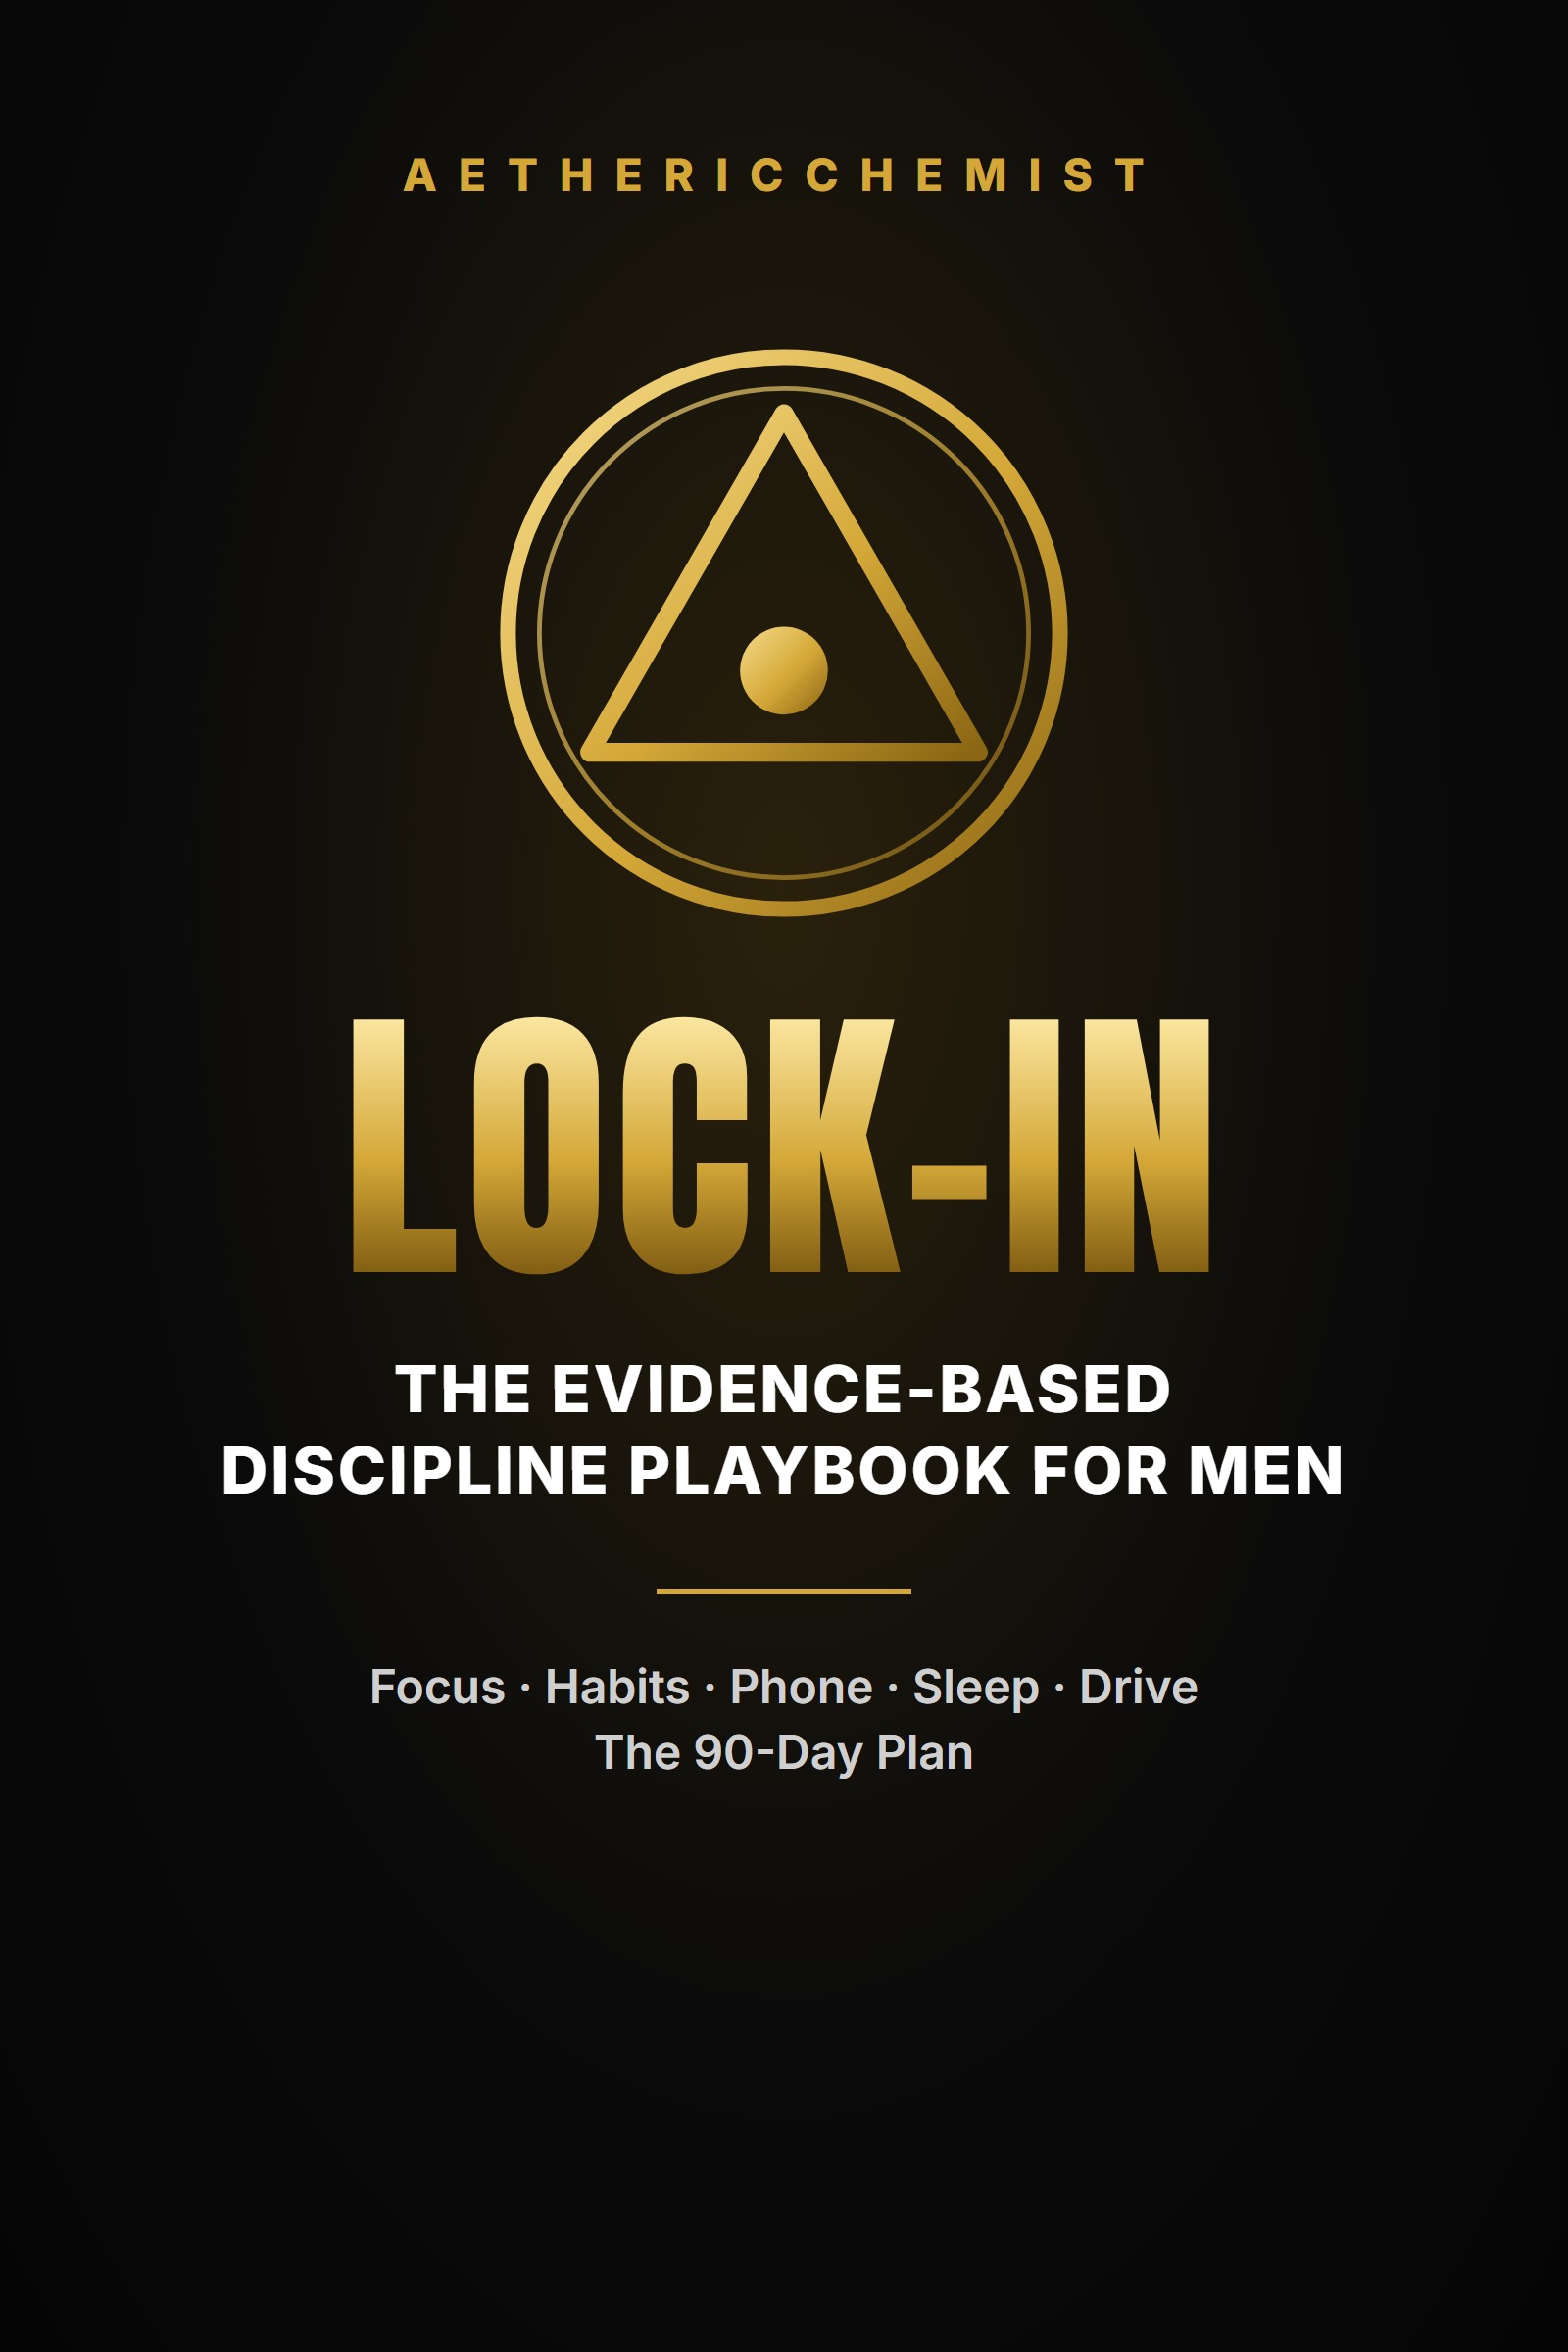 AETHERICCHEMIST
LOCK-IN
THE EVIDENCE-BASED
DISCIPLINE PLAYBOOK FOR MEN
Focus · Habits · Phone · Sleep · Drive
The 90-Day Plan